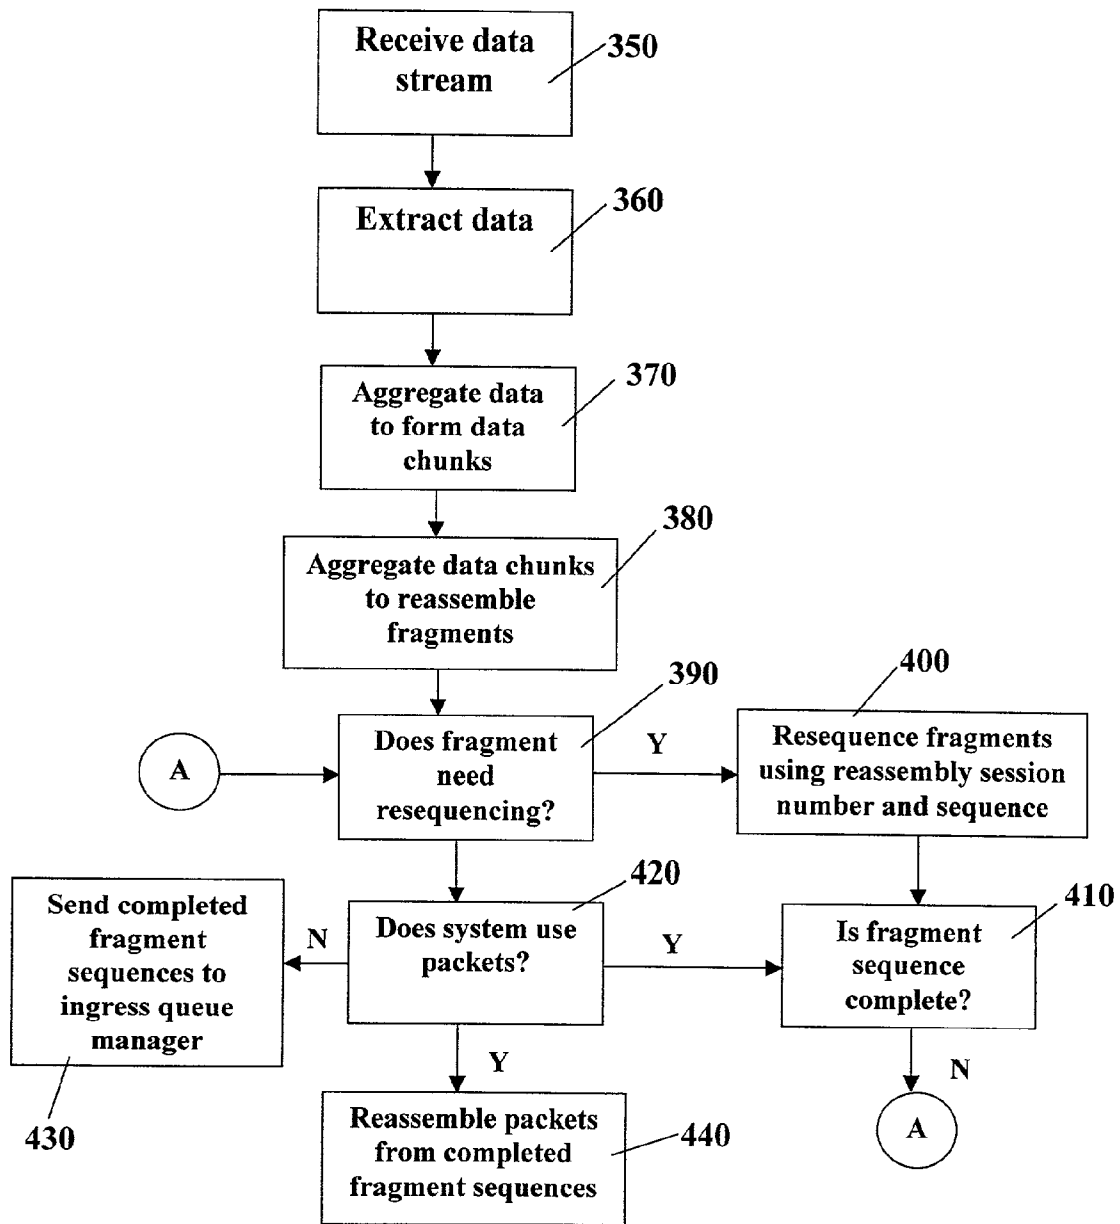 Receive data
stream
350
Extract data
360
Aggregate data
to form data
chunks
370
Aggregate data chunks
to reassemble
fragments
380
A
Does fragment
need
resequencing?
390
Y
Resequence fragments
using reassembly session
number and sequence
400
Send completed
fragment
sequences to
ingress queue
manager
430
N
Does system use
packets?
420
Y
Is fragment
sequence
complete?
410
Y
N
Reassemble packets
from completed
fragment sequences
440
A